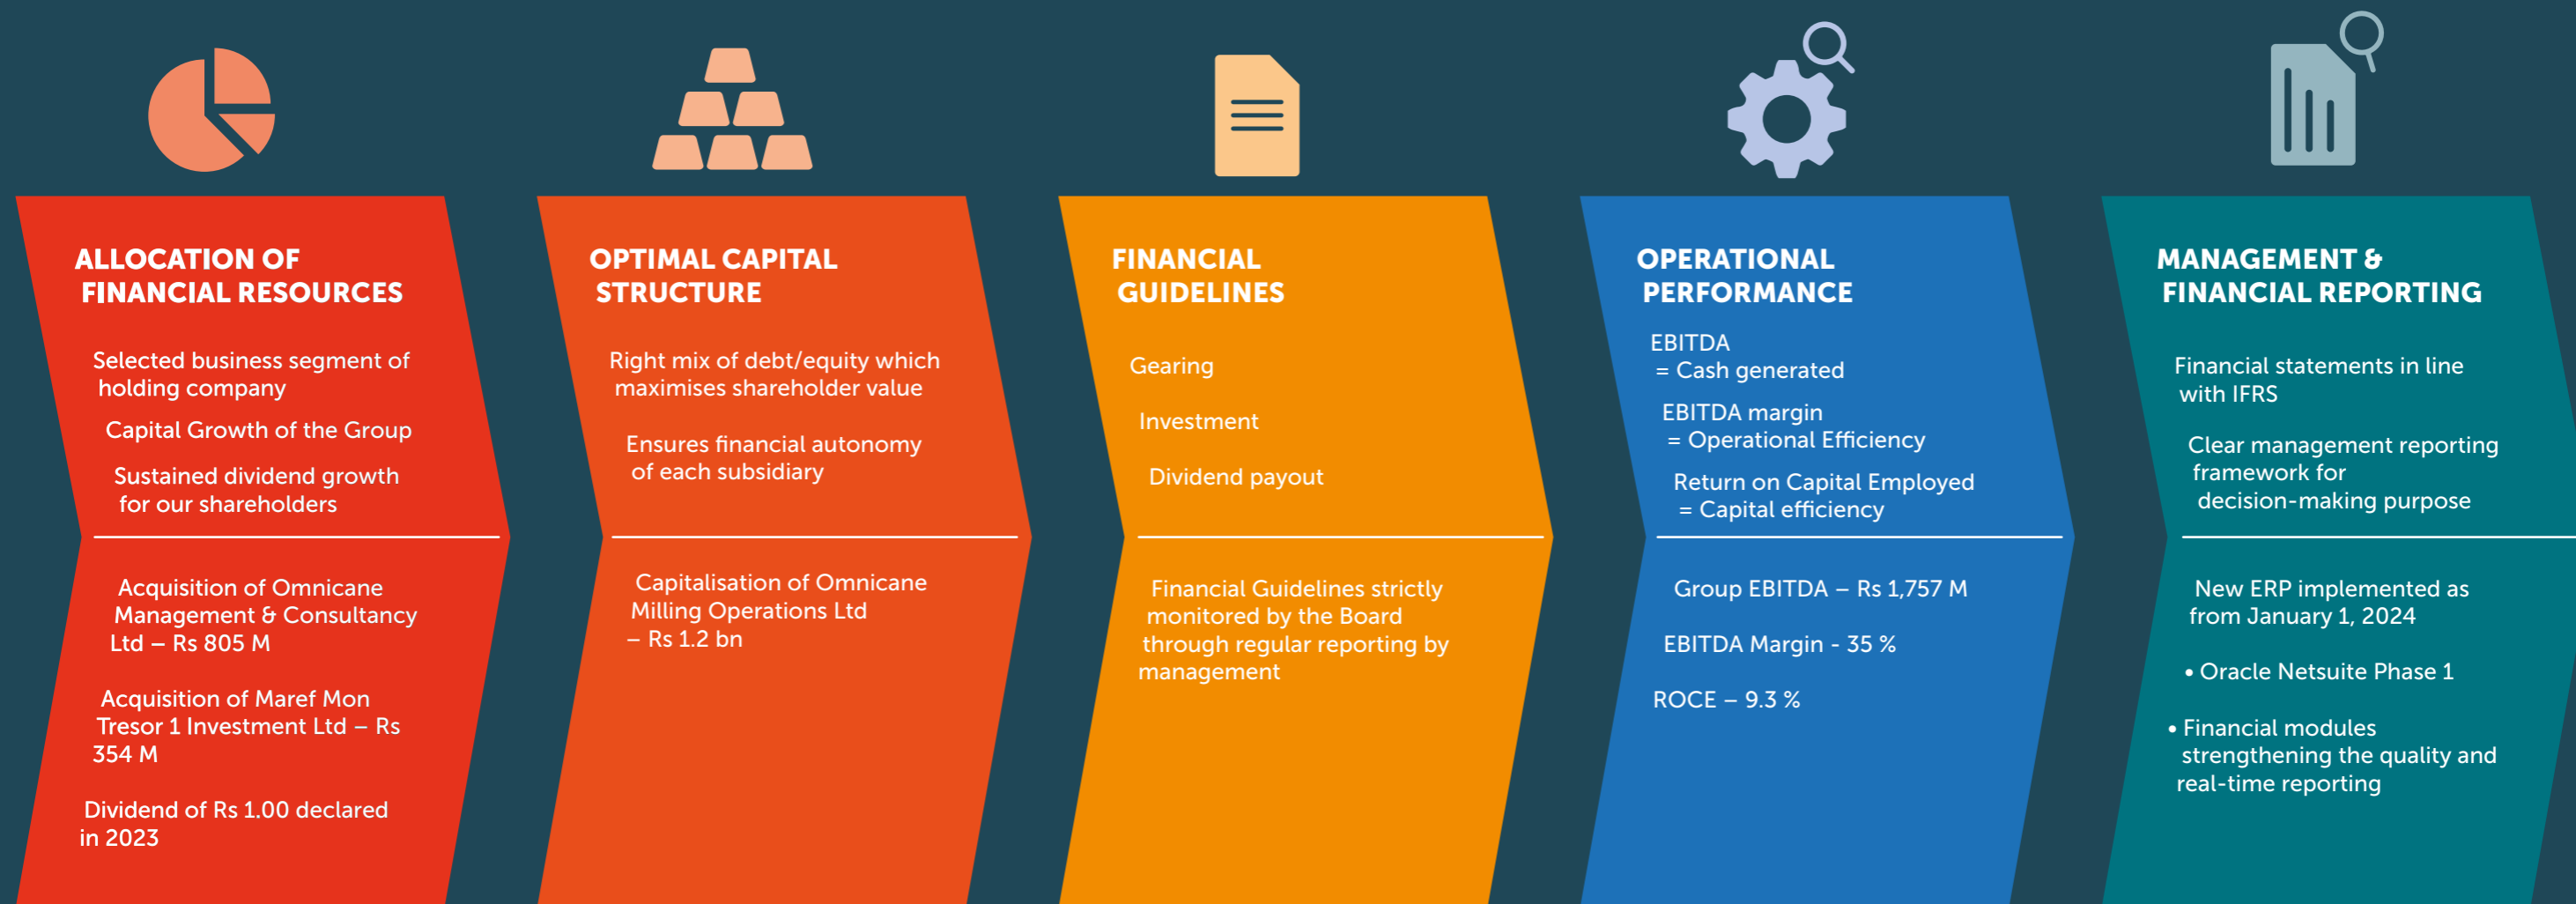 ALLOCATION OF
FINANCIAL RESOURCES
Selected business segment of
holding company
Capital Growth of the Group
Sustained dividend growth
for our shareholders
Acquisition of Omnicane
Management & Consultancy
Ltd – Rs 805 M
Acquisition of Maref Mon
Tresor 1 Investment Ltd – Rs
354 M
Dividend of Rs 1.00 declared
in 2023
OPTIMAL CAPITAL
STRUCTURE
Right mix of debt/equity which
maximises shareholder value
Ensures financial autonomy
of each subsidiary
Capitalisation of Omnicane
Milling Operations Ltd
– Rs 1.2 bn
FINANCIAL
GUIDELINES
Gearing
Investment
Dividend payout
Financial Guidelines strictly
monitored by the Board
through regular reporting by
management
OPERATIONAL
PERFORMANCE
EBITDA
= Cash generated
EBITDA margin
= Operational Efficiency
Return on Capital Employed
= Capital efficiency
Group EBITDA – Rs 1,757 M
EBITDA Margin - 35 %
ROCE – 9.3 %
MANAGEMENT &
FINANCIAL REPORTING
Financial statements in line
with IFRS
Clear management reporting
framework for
decision-making purpose
New ERP implemented as
from January 1, 2024
• Oracle Netsuite Phase 1
• Financial modules
strengthening the quality and
real-time reporting